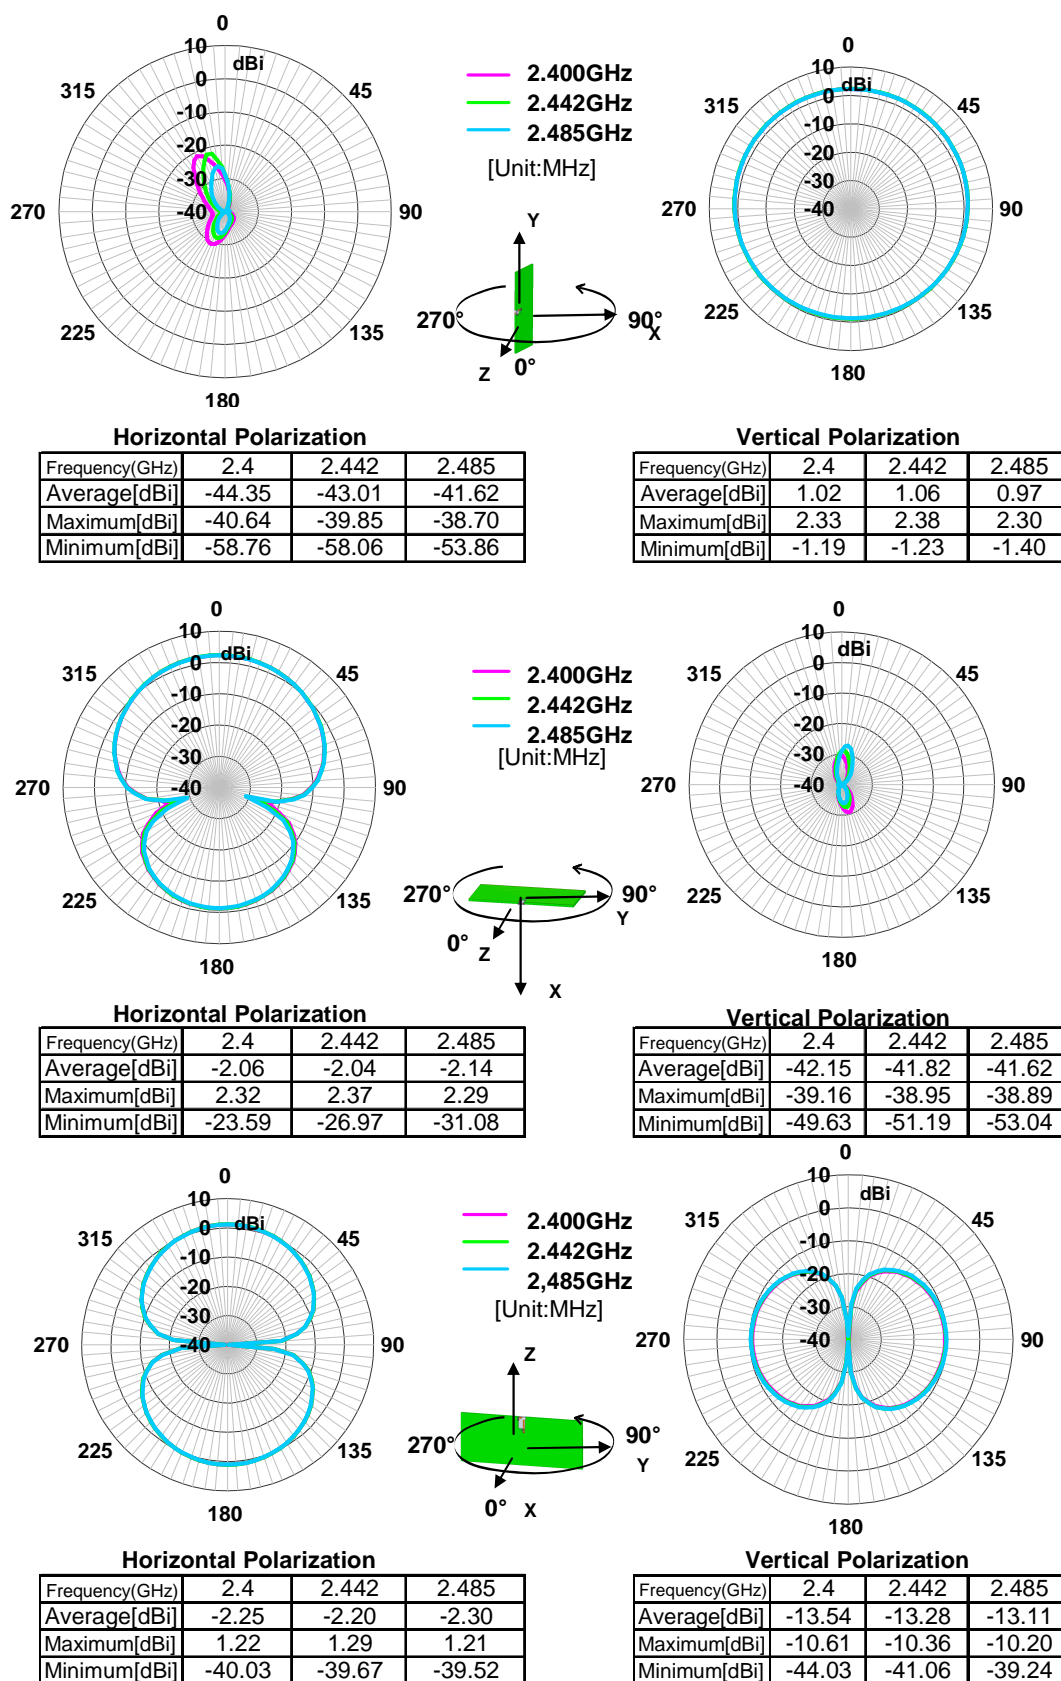 0
10
dBi
0
315
45
-10
-20
-30
270
-40
90
225
135
180
2.400GHz
2.442GHz
2.485GHz
[Unit:MHz]
Y
270°
90°
X
Z
0°
0
10
dBi
0
315
45
-10
-20
-30
270
-40
90
225
135
180
Horizontal Polarization
Frequency(GHz) 2.4 2.442 2.485
Average[dBi] -44.35 -43.01 -41.62
Maximum[dBi] -40.64 -39.85 -38.70
Minimum[dBi] -58.76 -58.06 -53.86
Vertical Polarization
Frequency(GHz) 2.4 2.442 2.485
Average[dBi] 1.02 1.06 0.97
Maximum[dBi] 2.33 2.38 2.30
Minimum[dBi] -1.19 -1.23 -1.40
0
10
dBi
0
315
45
-10
-20
-30
270
-40
90
225
135
180
2.400GHz
2.442GHz
2.485GHz
[Unit:MHz]
270°
90°
Y
0°
Z
X
0
10
dBi
0
315
45
-10
-20
-30
270
-40
90
225
135
180
Horizontal Polarization
Frequency(GHz) 2.4 2.442 2.485
Average[dBi] -2.06 -2.04 -2.14
Maximum[dBi] 2.32 2.37 2.29
Minimum[dBi] -23.59 -26.97 -31.08
Vertical Polarization
Frequency(GHz) 2.4 2.442 2.485
Average[dBi] -42.15 -41.82 -41.62
Maximum[dBi] -39.16 -38.95 -38.89
Minimum[dBi] -49.63 -51.19 -53.04
0
10
dBi
0
315
45
-10
-20
-30
270
-40
90
225
135
180
2.400GHz
2.442GHz
2,485GHz
[Unit:MHz]
Z
270°
90°
Y
0°
X
0
10
dBi
0
315
45
-10
-20
-30
270
-40
90
225
135
180
Horizontal Polarization
Frequency(GHz) 2.4 2.442 2.485
Average[dBi] -2.25 -2.20 -2.30
Maximum[dBi] 1.22 1.29 1.21
Minimum[dBi] -40.03 -39.67 -39.52
Vertical Polarization
Frequency(GHz) 2.4 2.442 2.485
Average[dBi] -13.54 -13.28 -13.11
Maximum[dBi] -10.61 -10.36 -10.20
Minimum[dBi] -44.03 -41.06 -39.24